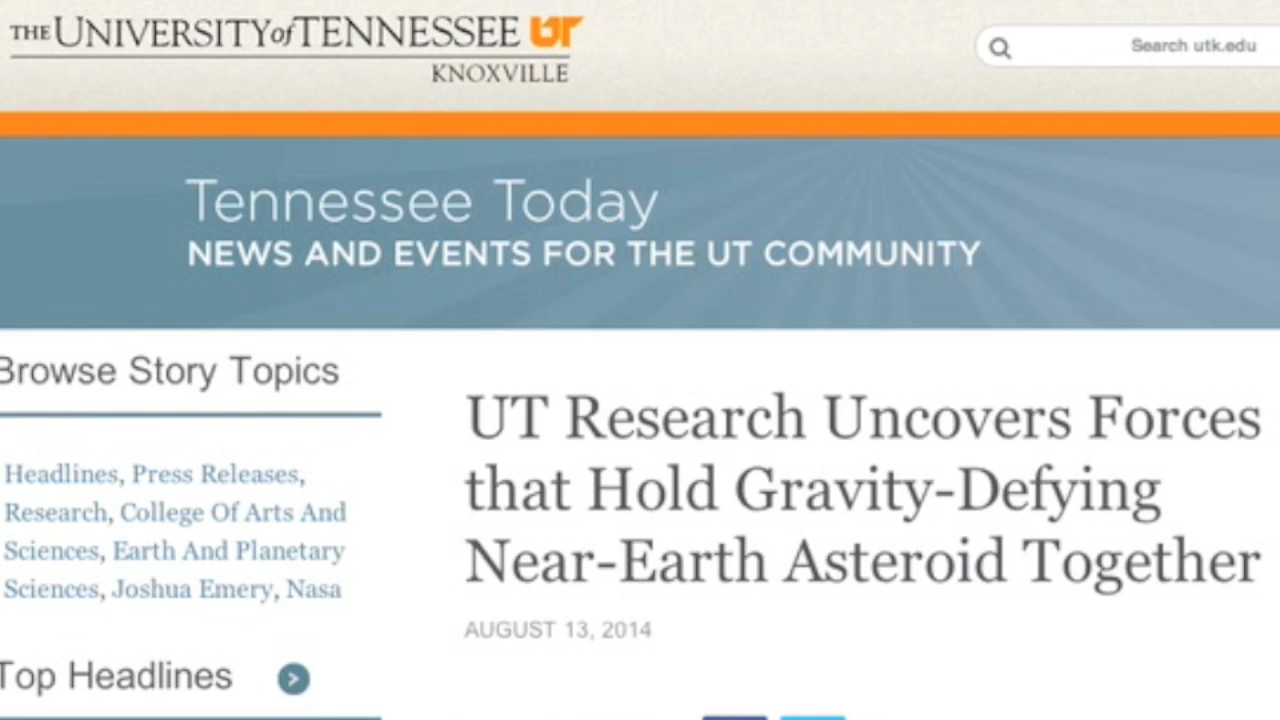 THE UNIVERSITY of TENNESSEE UT
KNOXVILLE
Search utk.edu
Tennessee Today
NEWS AND EVENTS FOR THE UT COMMUNITY
Browse Story Topics
Headlines, Press Releases,
Research, College Of Arts And
Sciences, Earth And Planetary
Sciences, Joshua Emery, Nasa
Top Headlines
UT Research Uncovers Forces
that Hold Gravity-Defying
Near-Earth Asteroid Together
AUGUST 13, 2014